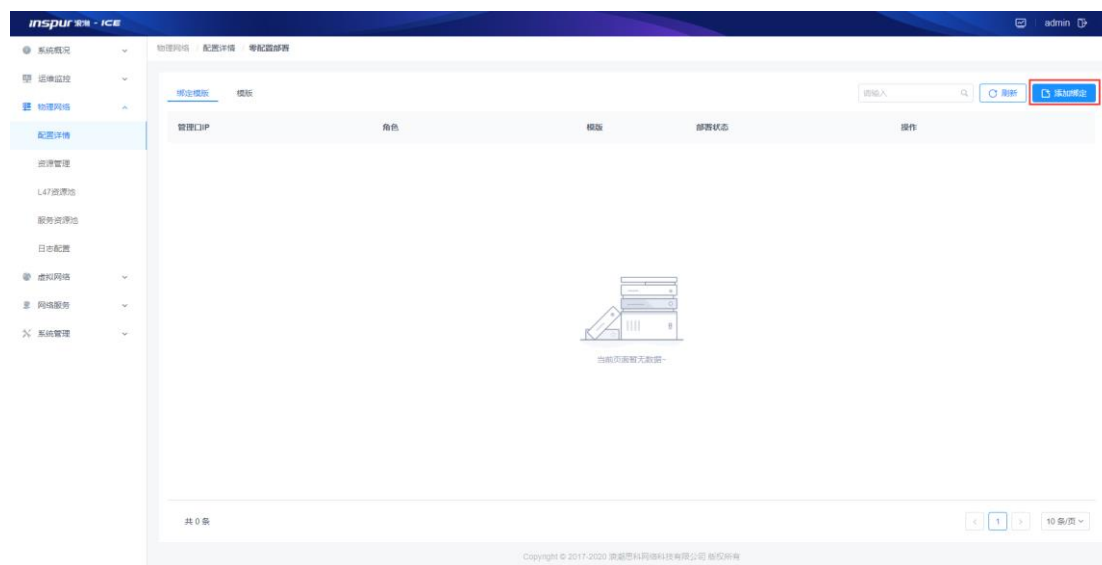 inspur 浪潮 - ICE
admin
系统概况
物理网络 / 配置详情 / 零配置部署
运维监控
绑定模版 模版
请输入
刷新
添加绑定
物理网络
配置详情
管理口IP 角色 模版 部署状态 操作
资源管理
L47资源池
服务资源池
日志配置
虚拟网络
网络服务
系统管理
当前页面暂无数据~
共 0 条
1
10 条/页
Copyright © 2017-2020 浪潮思科网络科技有限公司 版权所有